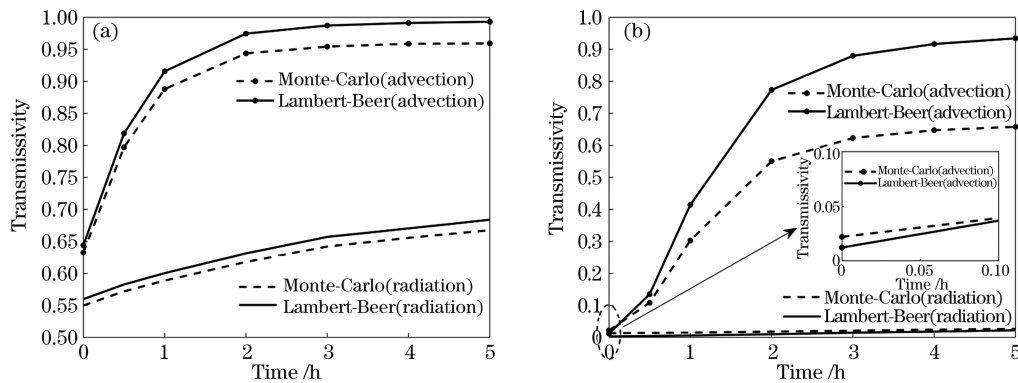 (a)
1.00
0.95
0.90
0.85
0.80
0.75
0.70
0.65
0.60
0.55
0.50
Transmissivity
Monte-Carlo(advection)
Lambert-Beer(advection)
Monte-Carlo(radiation)
Lambert-Beer(radiation)
0 1 2 3 4 5
Time /h
(b)
1.0
0.9
0.8
0.7
0.6
0.5
0.4
0.3
0.2
0.1
0
Transmissivity
Monte-Carlo(advection)
Lambert-Beer(advection)
0.10
0.05
0
Transmissivity
Monte-Carlo(advection)
Lambert-Beer(advection)
0 0.05 0.10
Time /h
Monte-Carlo(radiation)
Lambert-Beer(radiation)
0 1 2 3 4 5
Time /h